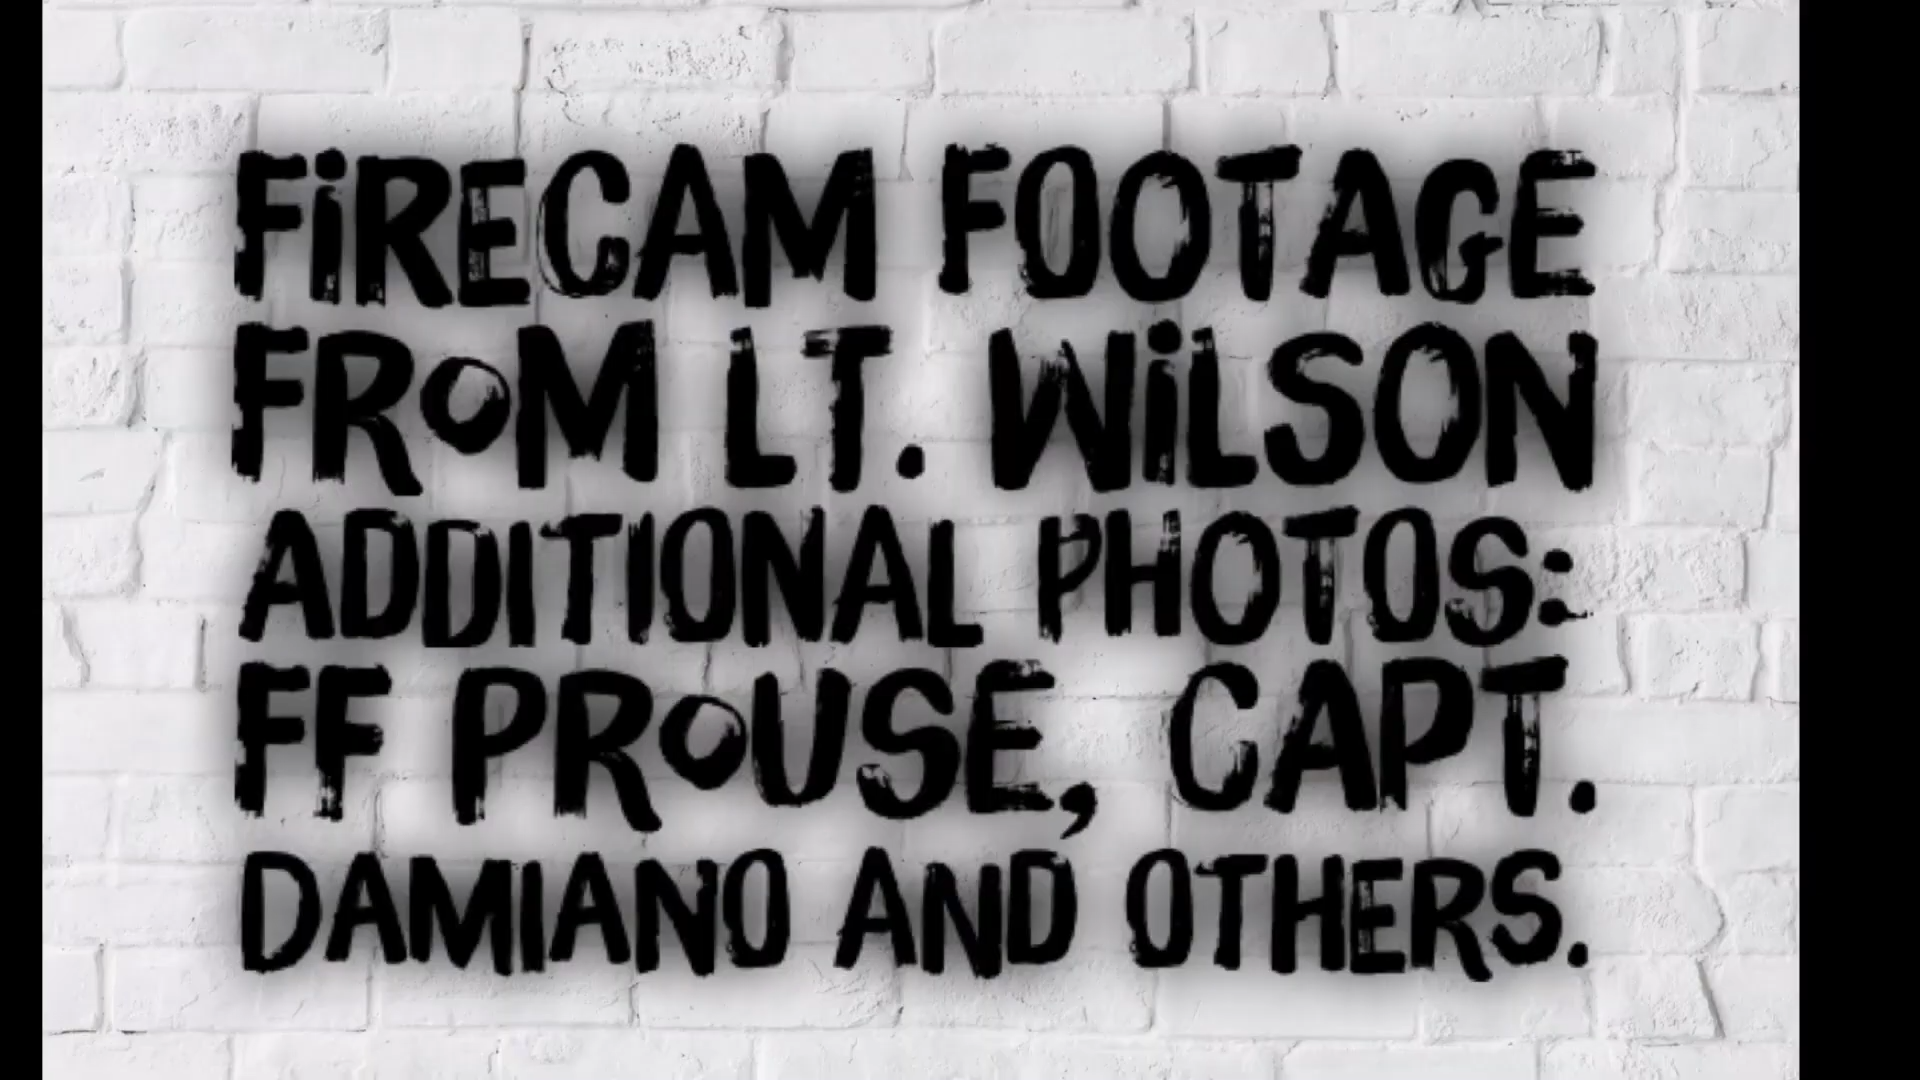 FiRECAM FOOTAGE
FROM LT. WiLSON
ADDITIONAL PHOTOS:
FF PROUSE, CAPT.
DAMIANO AND OTHERS.